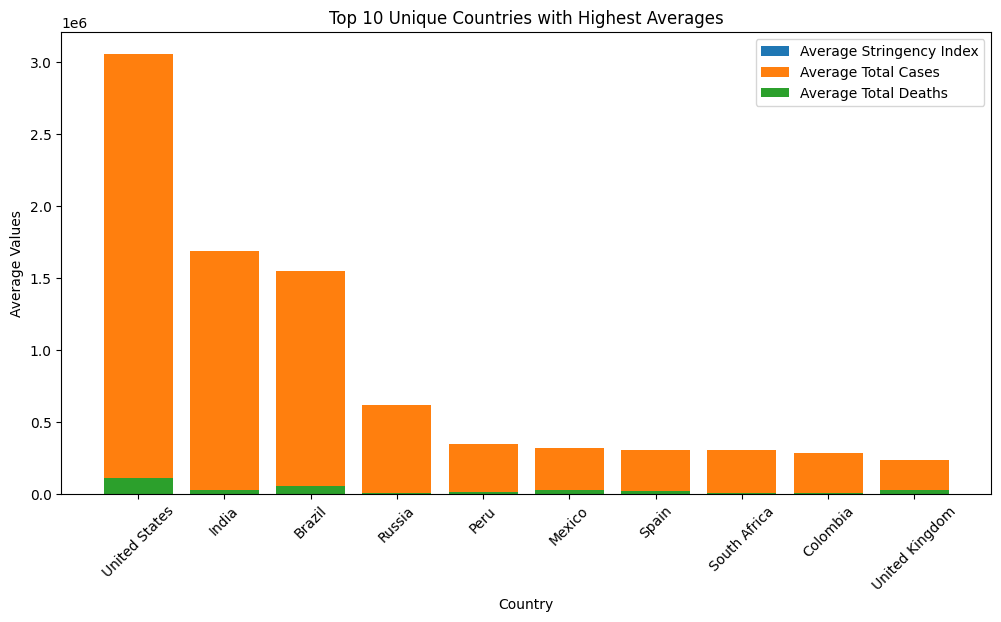 Top 10 Unique Countries with Highest Averages
1e6
Average Stringency Index
Average Total Cases
Average Total Deaths
3.0
2.5
2.0
1.5
1.0
0.5
0.0
Average Values
United States
India
Brazil
Russia
Peru
Mexico
Spain
South Africa
Colombia
United Kingdom
Country